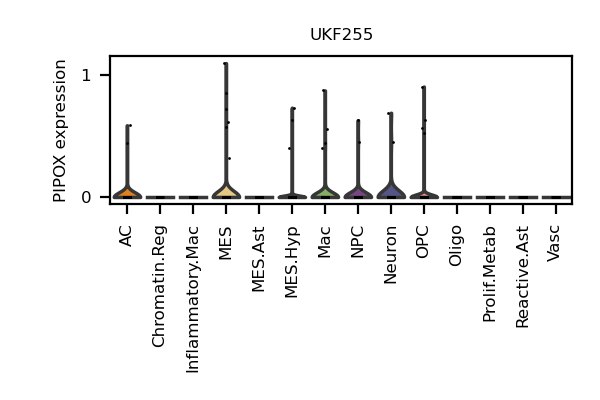 UKF255
PIPOX expression
1
0
AC
Chromatin.Reg
Inflammatory.Mac
MES
MES.Ast
MES.Hyp
Mac
NPC
Neuron
OPC
Oligo
Prolif.Metab
Reactive.Ast
Vasc